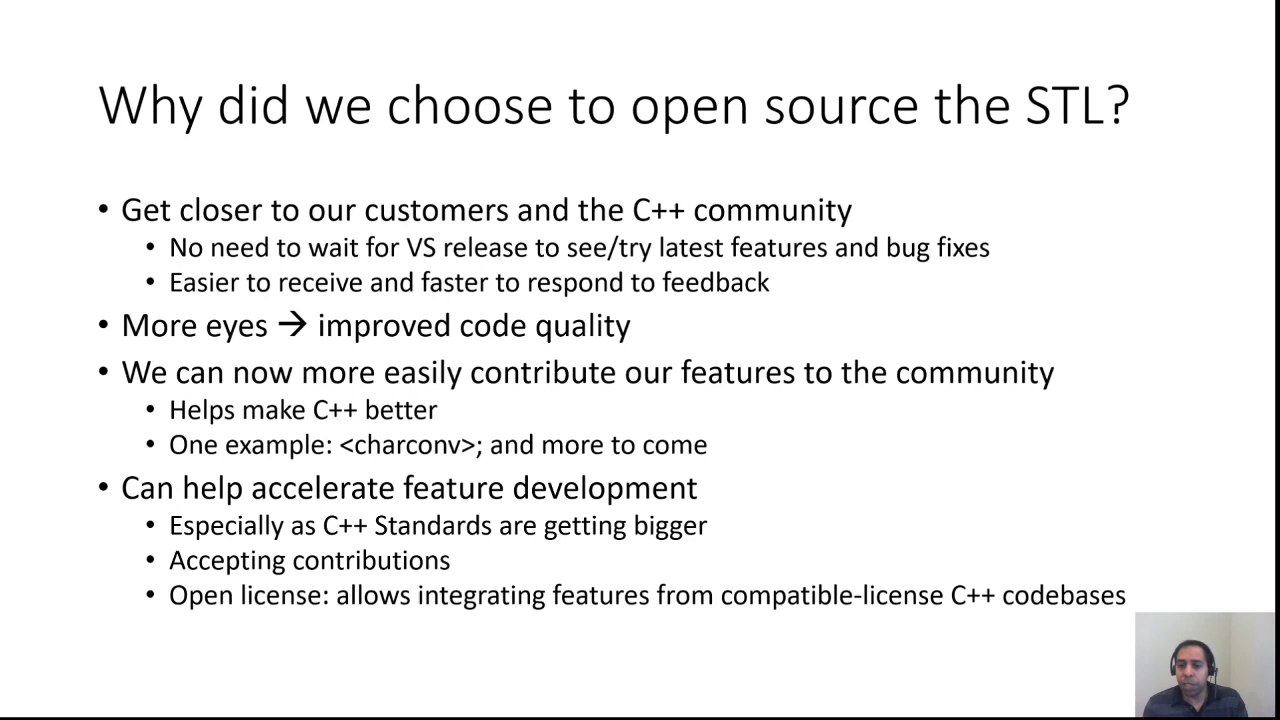 Why did we choose to open source the STL?
• Get closer to our customers and the C++ community
• No need to wait for VS release to see/try latest features and bug fixes
• Easier to receive and faster to respond to feedback
• More eyes → improved code quality
• We can now more easily contribute our features to the community
• Helps make C++ better
• One example: <charconv>; and more to come
• Can help accelerate feature development
• Especially as C++ Standards are getting bigger
• Accepting contributions
• Open license: allows integrating features from compatible-license C++ codebases